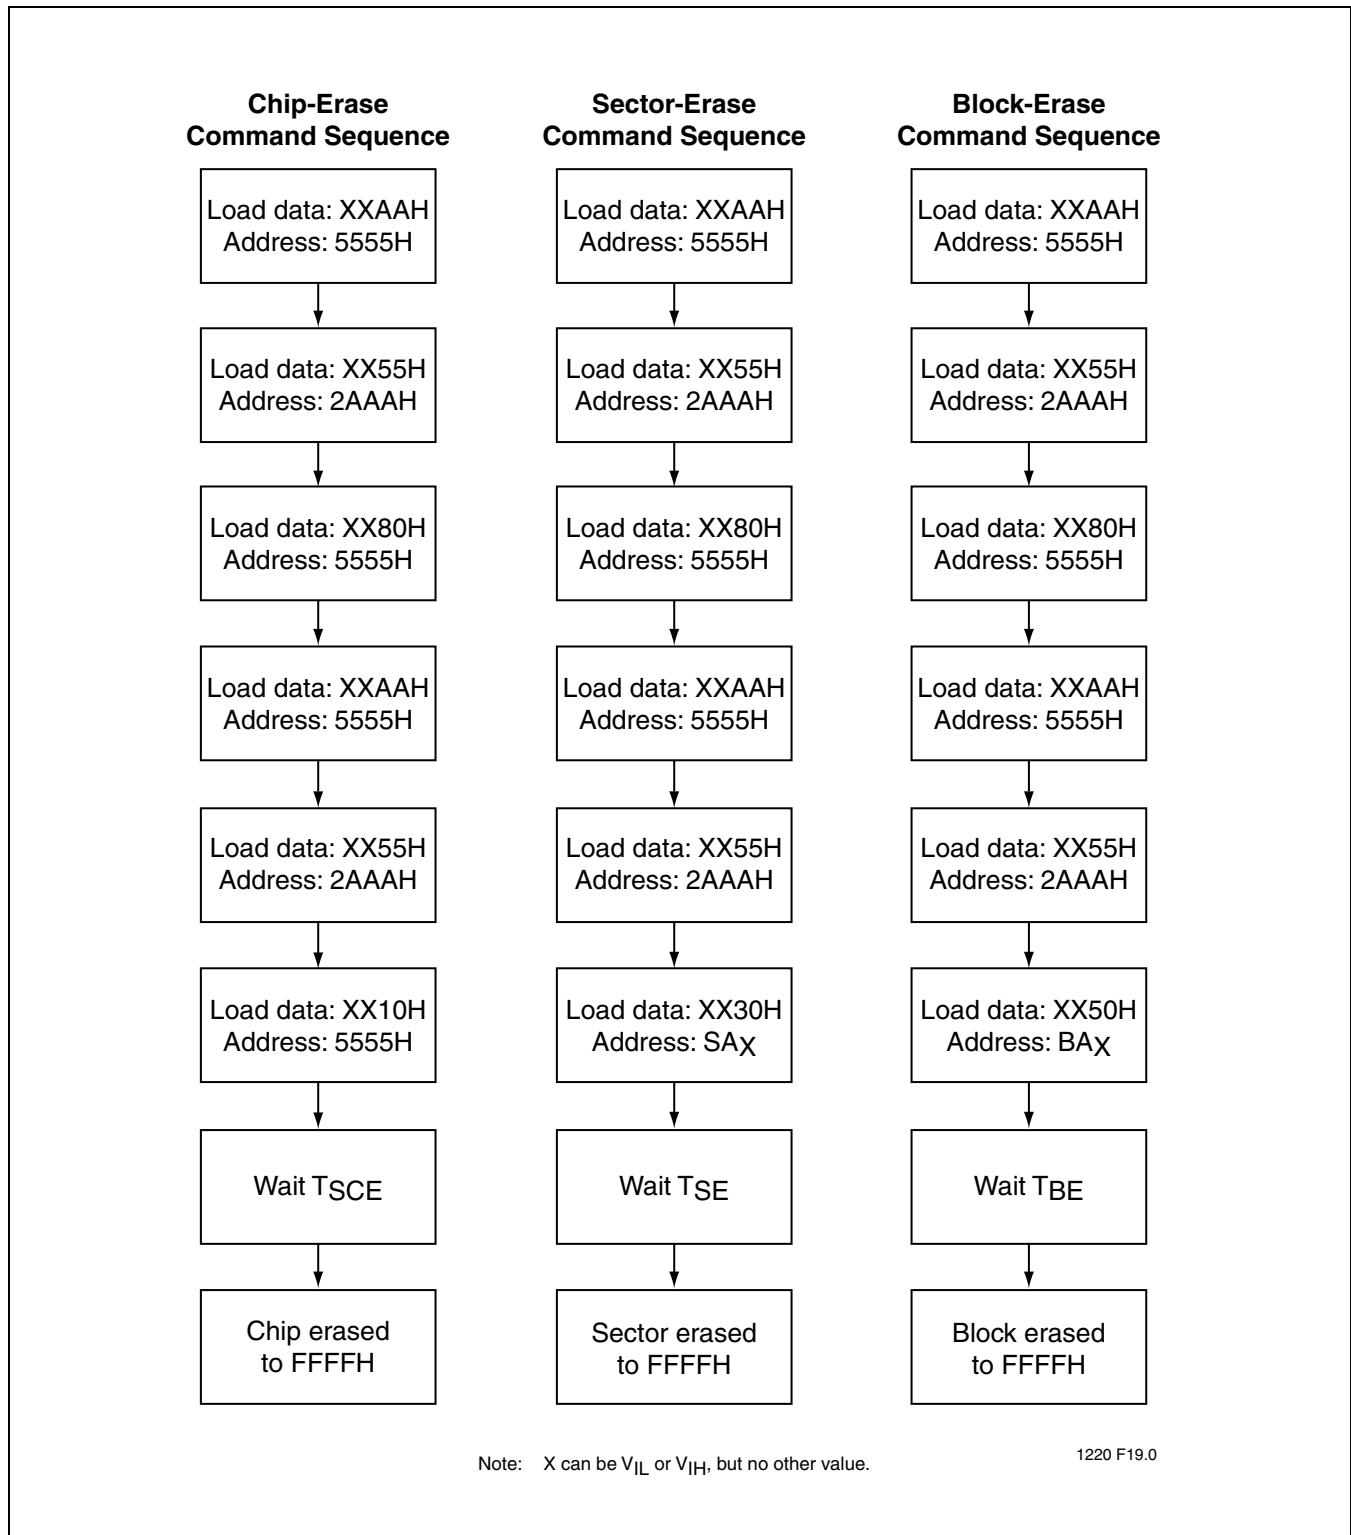 Chip-Erase
Command Sequence
Load data: XXAAH
Address: 5555H
Load data: XX55H
Address: 2AAAH
Load data: XX80H
Address: 5555H
Load data: XXAAH
Address: 5555H
Load data: XX55H
Address: 2AAAH
Load data: XX10H
Address: 5555H
Wait TSCE
Chip erased
to FFFFH
Sector-Erase
Command Sequence
Load data: XXAAH
Address: 5555H
Load data: XX55H
Address: 2AAAH
Load data: XX80H
Address: 5555H
Load data: XXAAH
Address: 5555H
Load data: XX55H
Address: 2AAAH
Load data: XX30H
Address: SAX
Wait TSE
Sector erased
to FFFFH
Block-Erase
Command Sequence
Load data: XXAAH
Address: 5555H
Load data: XX55H
Address: 2AAAH
Load data: XX80H
Address: 5555H
Load data: XXAAH
Address: 5555H
Load data: XX55H
Address: 2AAAH
Load data: XX50H
Address: BAX
Wait TBE
Block erased
to FFFFH
Note: X can be VIL or VIH, but no other value.
1220 F19.0